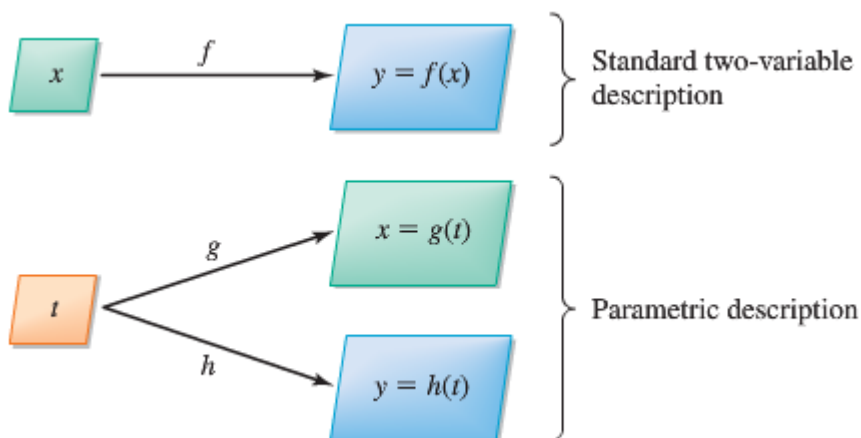 f
x
y = f(x)
Standard two-variable
description
x = g(t)
g
t
Parametric description
h
y = h(t)